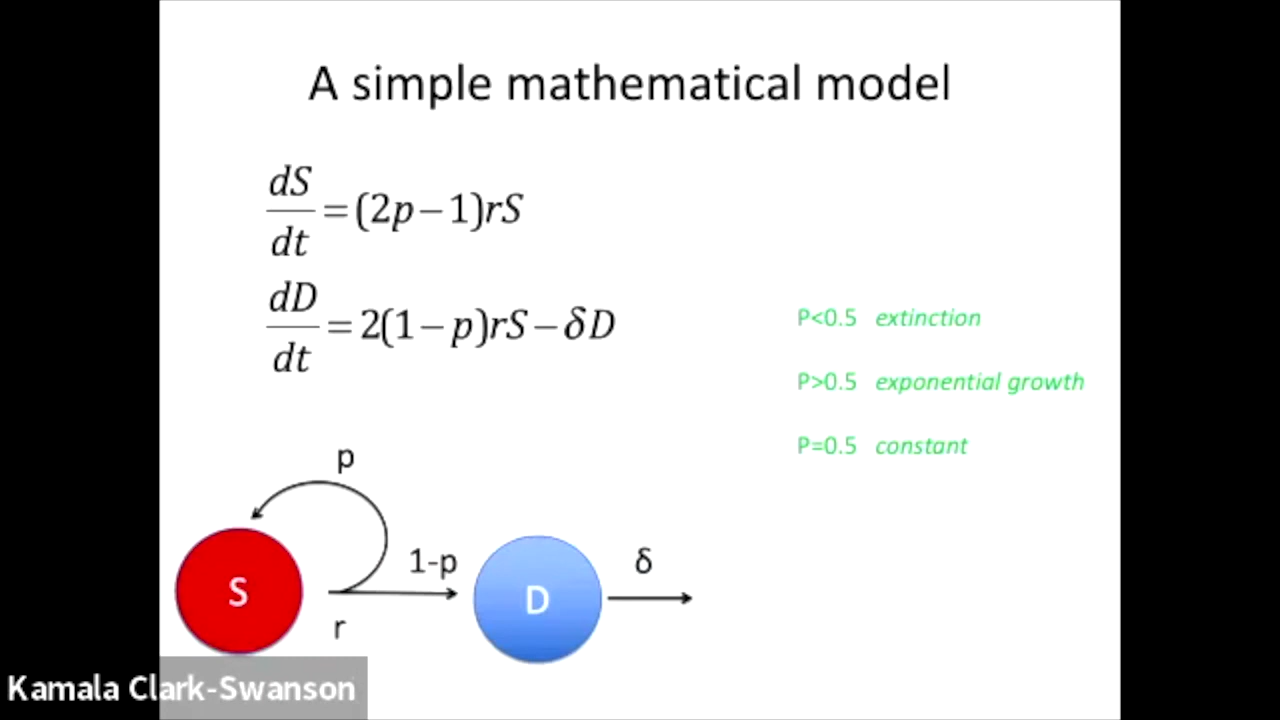 A simple mathematical model
dS/dt = (2p − 1)rS
dD/dt = 2(1 − p)rS − δD
P<0.5 extinction
P>0.5 exponential growth
P=0.5 constant
p
1-p
δ
S
D
r
Kamala Clark-Swanson